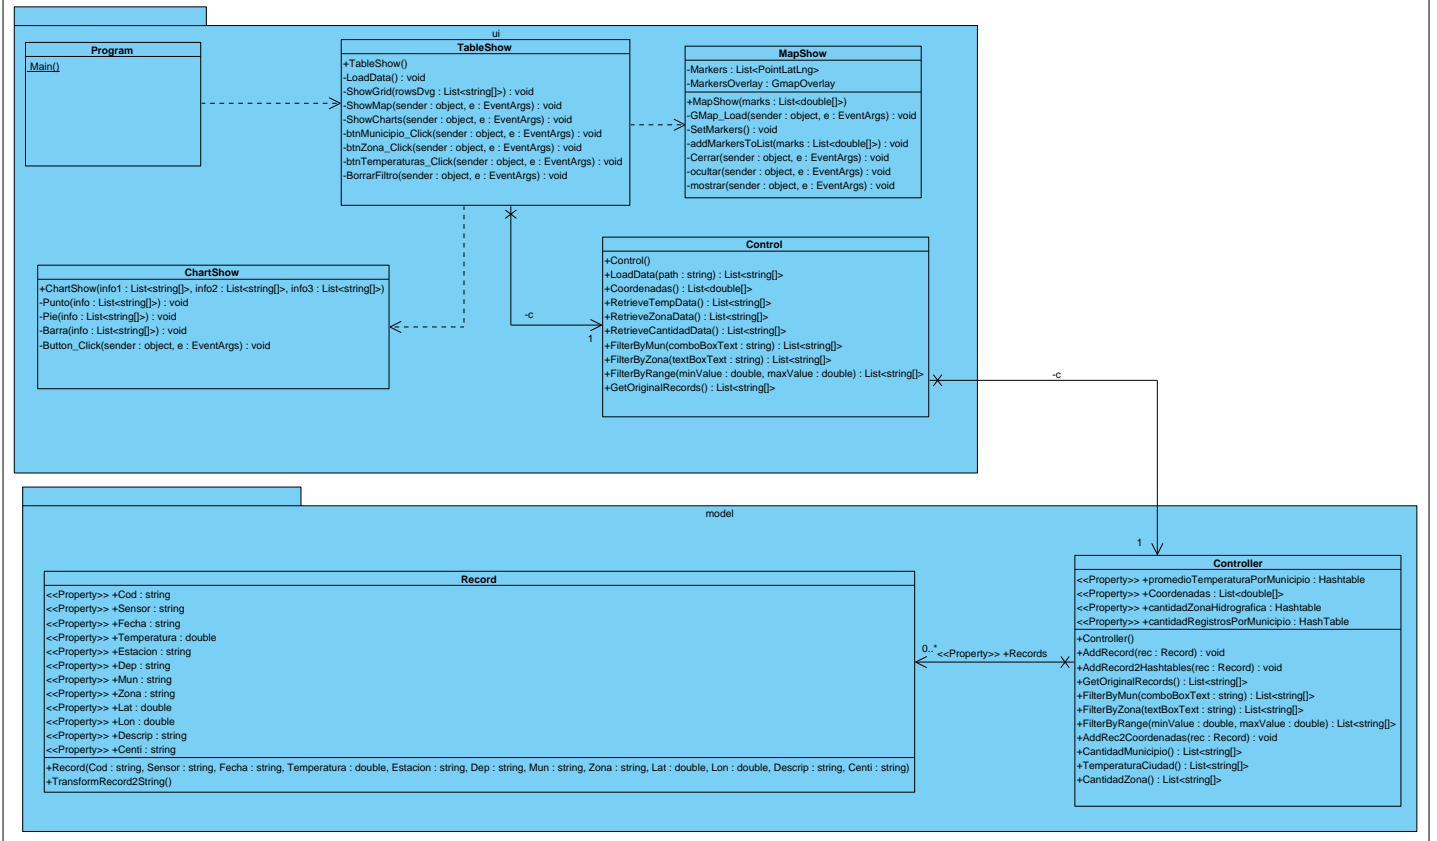 ui
Program
Main()
TableShow
+TableShow()
-LoadData() : void
-ShowGrid(rowsDvg : List<string[]>) : void
-ShowMap(sender : object, e : EventArgs) : void
-ShowCharts(sender : object, e : EventArgs) : void
-btnMunicipio_Click(sender : object, e : EventArgs) : void
-btnZona_Click(sender : object, e : EventArgs) : void
-btnTemperaturas_Click(sender : object, e : EventArgs) : void
-BorrarFiltro(sender : object, e : EventArgs) : void
MapShow
-Markers : List<PointLatLng>
-MarkersOverlay : GmapOverlay
+MapShow(marks : List<double[]>)
-GMap_Load(sender : object, e : EventArgs) : void
-SetMarkers() : void
-addMarkersToList(marks : List<double[]>) : void
-Cerrar(sender : object, e : EventArgs) : void
-ocultar(sender : object, e : EventArgs) : void
-mostrar(sender : object, e : EventArgs) : void
ChartShow
+ChartShow(info1 : List<string[]>, info2 : List<string[]>, info3 : List<string[]>)
-Punto(info : List<string[]>) : void
-Pie(info : List<string[]>) : void
-Barra(info : List<string[]>) : void
-Button_Click(sender : object, e : EventArgs) : void
-c
1
Control
+Control()
+LoadData(path : string) : List<string[]>
+Coordenadas() : List<double[]>
+RetrieveTempData() : List<string[]>
+RetrieveZonaData() : List<string[]>
+RetrieveCantidadData() : List<string[]>
+FilterByMun(comboBoxText : string) : List<string[]>
+FilterByZona(textBoxText : string) : List<string[]>
+FilterByRange(minValue : double, maxValue : double) : List<string[]>
+GetOriginalRecords() : List<string[]>
-c
1
model
Record
<<Property>> +Cod : string
<<Property>> +Sensor : string
<<Property>> +Fecha : string
<<Property>> +Temperatura : double
<<Property>> +Estacion : string
<<Property>> +Dep : string
<<Property>> +Mun : string
<<Property>> +Zona : string
<<Property>> +Lat : double
<<Property>> +Lon : double
<<Property>> +Descrip : string
<<Property>> +Centi : string
+Record(Cod : string, Sensor : string, Fecha : string, Temperatura : double, Estacion : string, Dep : string, Mun : string, Zona : string, Lat : double, Lon : double, Descrip : string, Centi : string)
+TransformRecord2String()
0..*
<<Property>> +Records
Controller
<<Property>> +promedioTemperaturaPorMunicipio : Hashtable
<<Property>> +Coordenadas : List<double[]>
<<Property>> +cantidadZonaHidrografica : Hashtable
<<Property>> +cantidadRegistrosPorMunicipio : HashTable
+Controller()
+AddRecord(rec : Record) : void
+AddRecord2Hashtables(rec : Record) : void
+GetOriginalRecords() : List<string[]>
+FilterByMun(comboBoxText : string) : List<string[]>
+FilterByZona(textBoxText : string) : List<string[]>
+FilterByRange(minValue : double, maxValue : double) : List<string[]>
+AddRec2Coordenadas(rec : Record) : void
+CantidadMunicipio() : List<string[]>
+TemperaturaCiudad() : List<string[]>
+CantidadZona() : List<string[]>